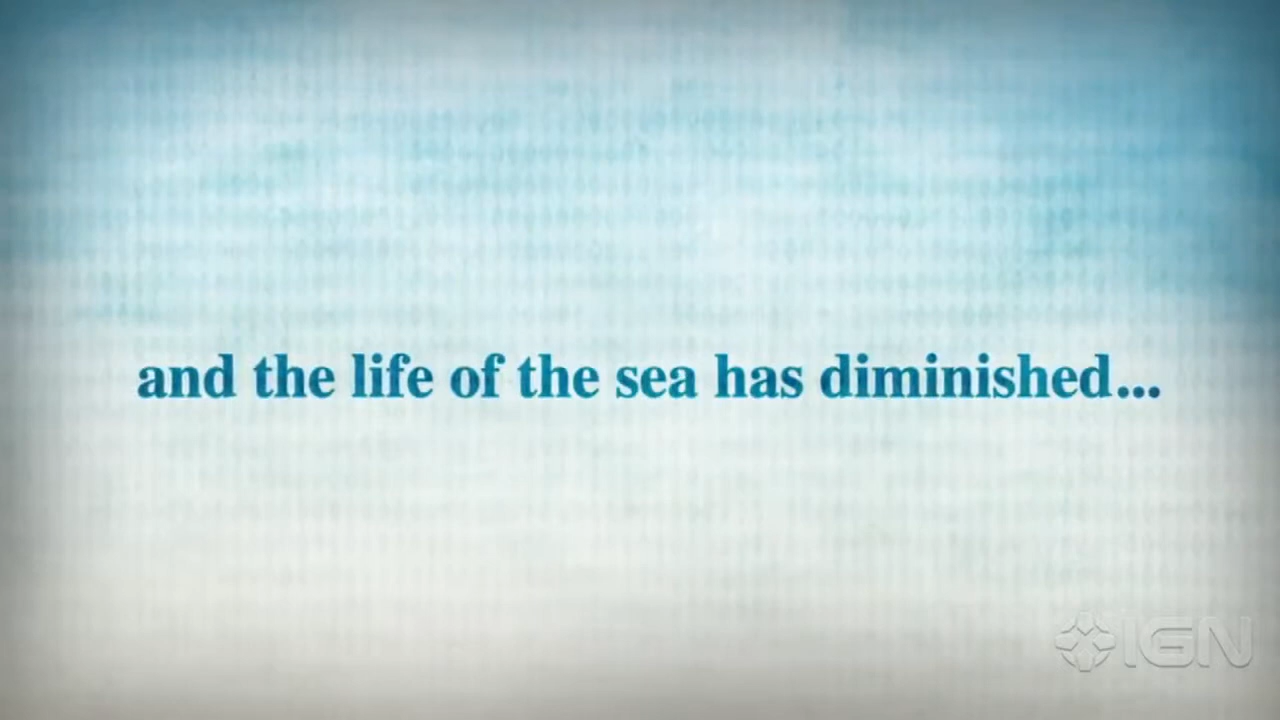 and the life of the sea has diminished...
IGN